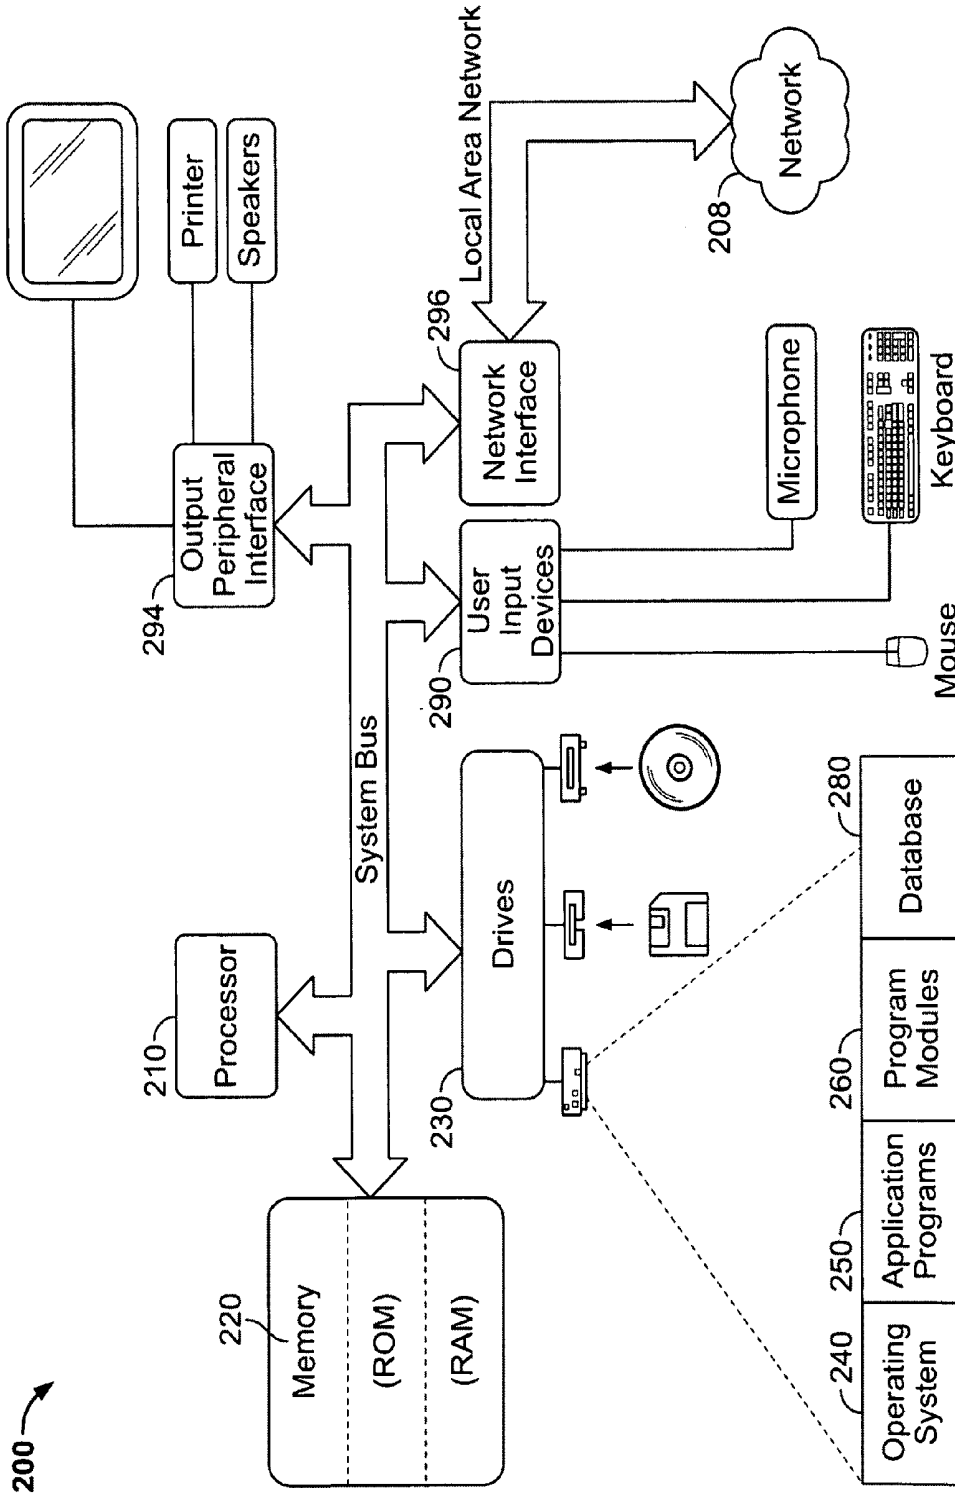 200
220
Memory
(ROM)
(RAM)
210
Processor
System Bus
294
Output
Peripheral
Interface
Printer
Speakers
230
Drives
290
User
Input
Devices
296
Network
Interface
Local Area Network
208
Network
Microphone
Keyboard
Mouse
240
Operating
System
250
Application
Programs
260
Program
Modules
280
Database